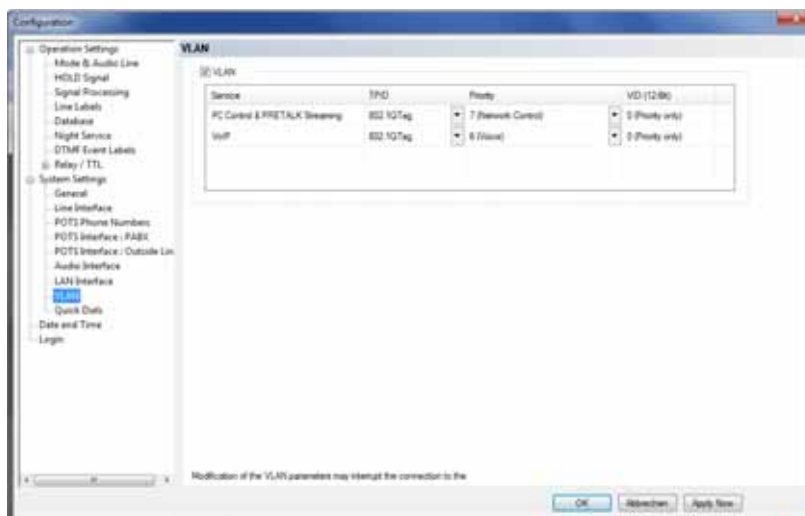 Configuration
Operation Settings
Mode & Audio Line
HOLD Signal
Signal Processing
Line Labels
Database
Night Service
DTMF Event Labels
Relay / TTL
System Settings
General
Line Interface
POTS Phone Numbers
POTS Interface : PABX
POTS Interface : Outside Lin
Audio Interface
LAN Interface
VLAN
Quick Dials
Date and Time
Login
VLAN
VLAN
Service TPID Priority VID (12-Bit)
PC Control & PRETALK Streaming 802.1QTag 7 (Network Control) 0 (Priority only)
VoIP 802.1QTag 6 (Voice) 0 (Priority only)
Modification of the VLAN parameters may interrupt the connection to the
OK Abbrechen Apply Now